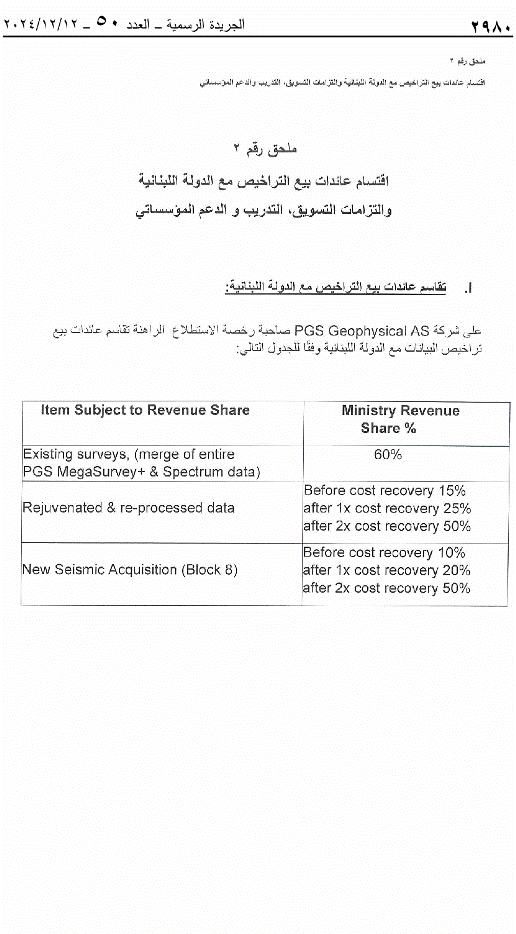 ٢٩٨٠ الجريدة الرسمية ــ العدد ٥٠ ــ ٢٠٢٤/١٢/١٢
ملحق رقم ٢
اقتسام عائدات بيع التراخيص مع الدولة اللبنانية والتزامات التسويق، التدريب والدعم المؤسساتي
ملحق رقم ٢
اقتسام عائدات بيع التراخيص مع الدولة اللبنانية
والتزامات التسويق، التدريب و الدعم المؤسساتي
I. تقاسم عائدات بيع التراخيص مع الدولة اللبنانية:
على شركة PGS Geophysical AS صاحبة رخصة الاستطلاع الراهنة تقاسم عائدات بيع
تراخيص البيانات مع الدولة اللبنانية وفقًا للجدول التالي:
Item Subject to Revenue Share
Ministry Revenue
Share %
Existing surveys, (merge of entire
PGS MegaSurvey+ & Spectrum data)
60%
Rejuvenated & re-processed data
Before cost recovery 15%
after 1x cost recovery 25%
after 2x cost recovery 50%
New Seismic Acquisition (Block 8)
Before cost recovery 10%
after 1x cost recovery 20%
after 2x cost recovery 50%